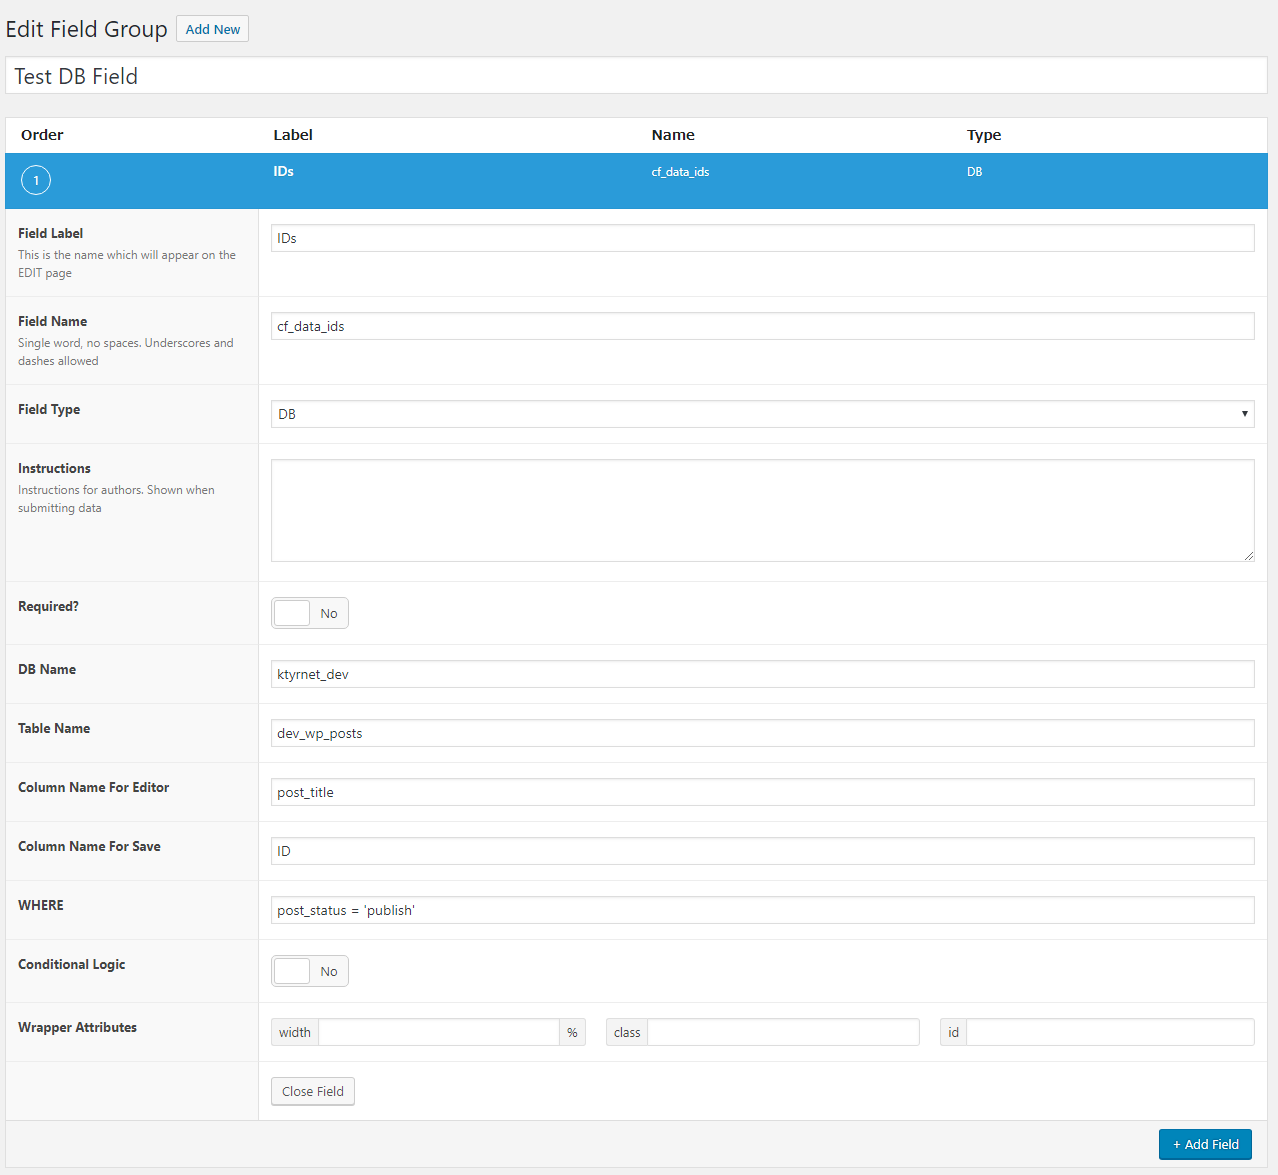 Edit Field Group Add New
Test DB Field
Order Label Name Type
1 IDs cf_data_ids DB
Field Label
This is the name which will appear on the
EDIT page
IDs
Field Name
Single word, no spaces. Underscores and
dashes allowed
cf_data_ids
Field Type
DB
Instructions
Instructions for authors. Shown when
submitting data
Required?
No
DB Name
ktyrnet_dev
Table Name
dev_wp_posts
Column Name For Editor
post_title
Column Name For Save
ID
WHERE
post_status = 'publish'
Conditional Logic
No
Wrapper Attributes
width % class id
Close Field
+ Add Field